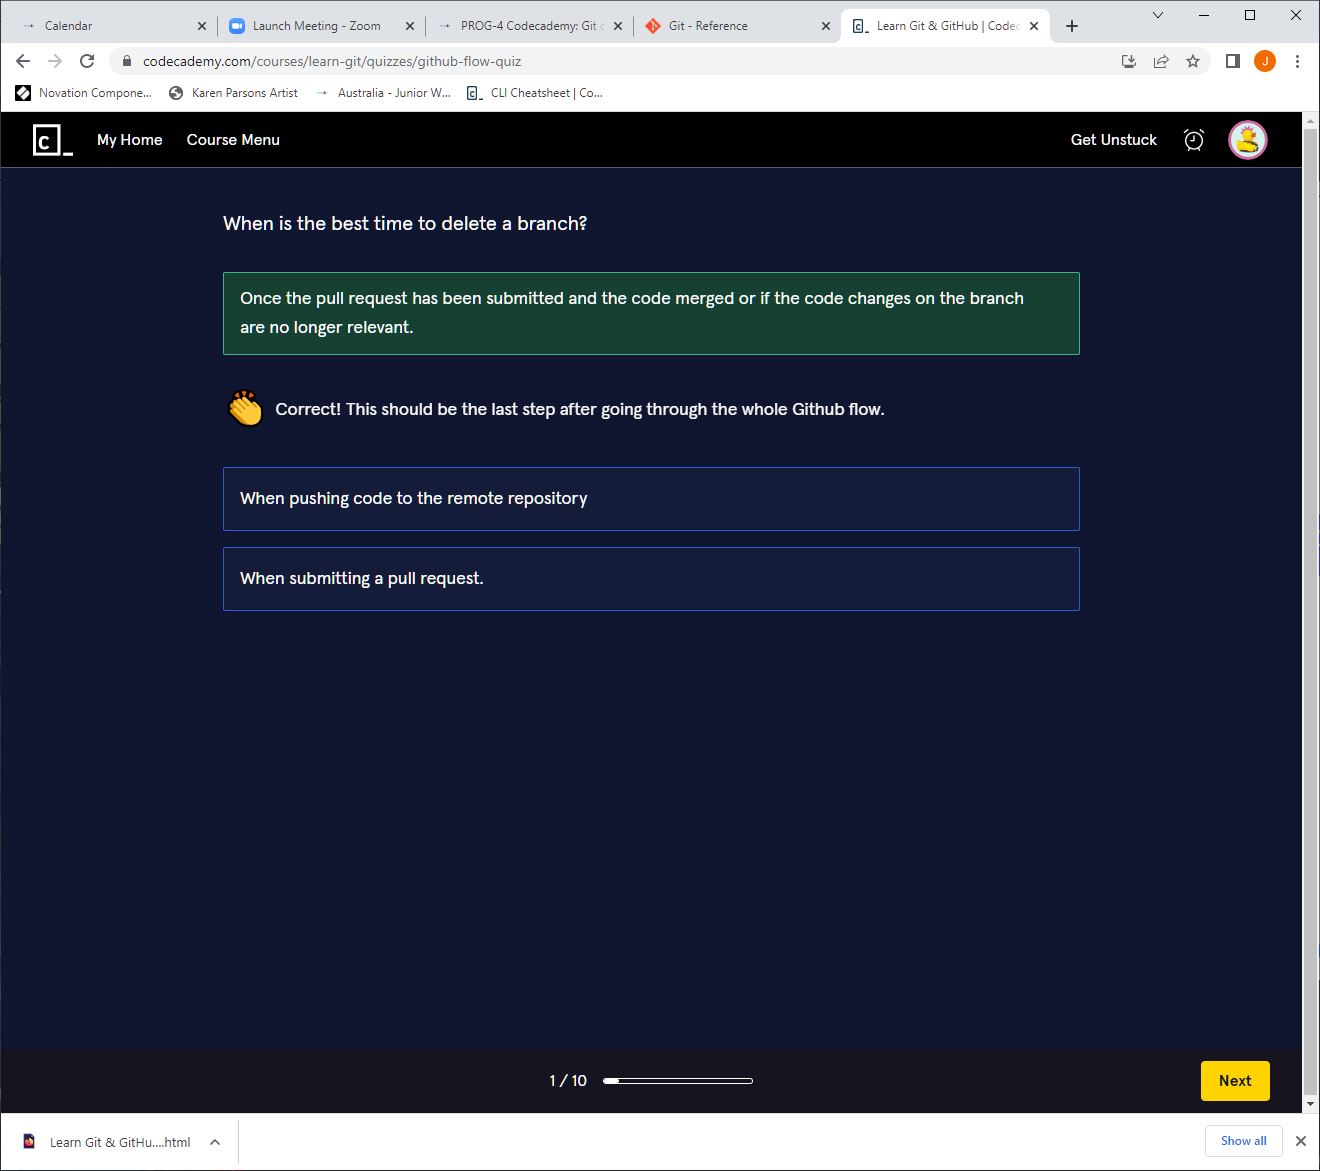 Calendar
Launch Meeting - Zoom
PROG-4 Codecademy: Git
Git - Reference
Learn Git & GitHub | Codec
codecademy.com/courses/learn-git/quizzes/github-flow-quiz
J
Novation Compone...
Karen Parsons Artist
Australia - Junior W...
CLI Cheatsheet | Co...
c_
My Home
Course Menu
Get Unstuck
When is the best time to delete a branch?
Once the pull request has been submitted and the code merged or if the code changes on the branch
are no longer relevant.
Correct! This should be the last step after going through the whole Github flow.
When pushing code to the remote repository
When submitting a pull request.
1 / 10
Next
Learn Git & GitHu....html
Show all